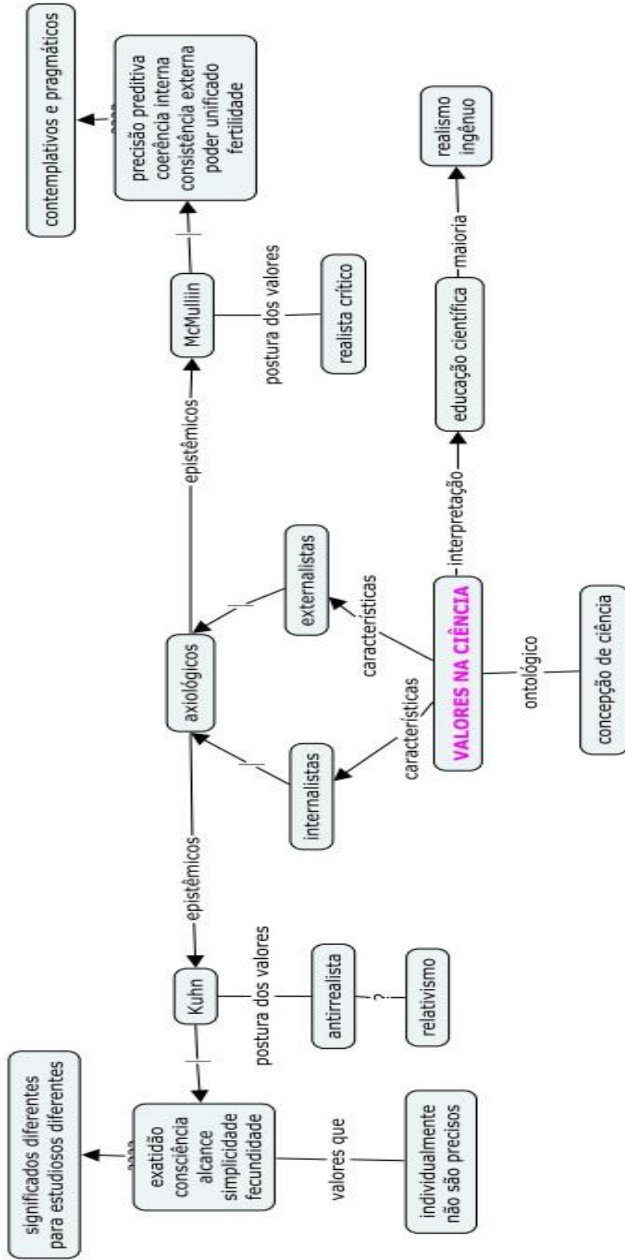 significados diferentes
para estudiosos diferentes
????
exatidão
consciência
alcance
simplicidade
fecundidade
valores que
individualmente
não são precisos
Kuhn
postura dos valores
antirrealista
?
relativismo
epistêmicos
axiológicos
epistêmicos
internalistas
externalistas
características
características
VALORES NA CIÊNCIA
ontológico
concepção de ciência
interpretação
educação científica
maioria
realismo
ingênuo
McMulliin
postura dos valores
realista crítico
precisão preditiva
coerência interna
consistência externa
poder unificado
fertilidade
????
contemplativos e pragmáticos